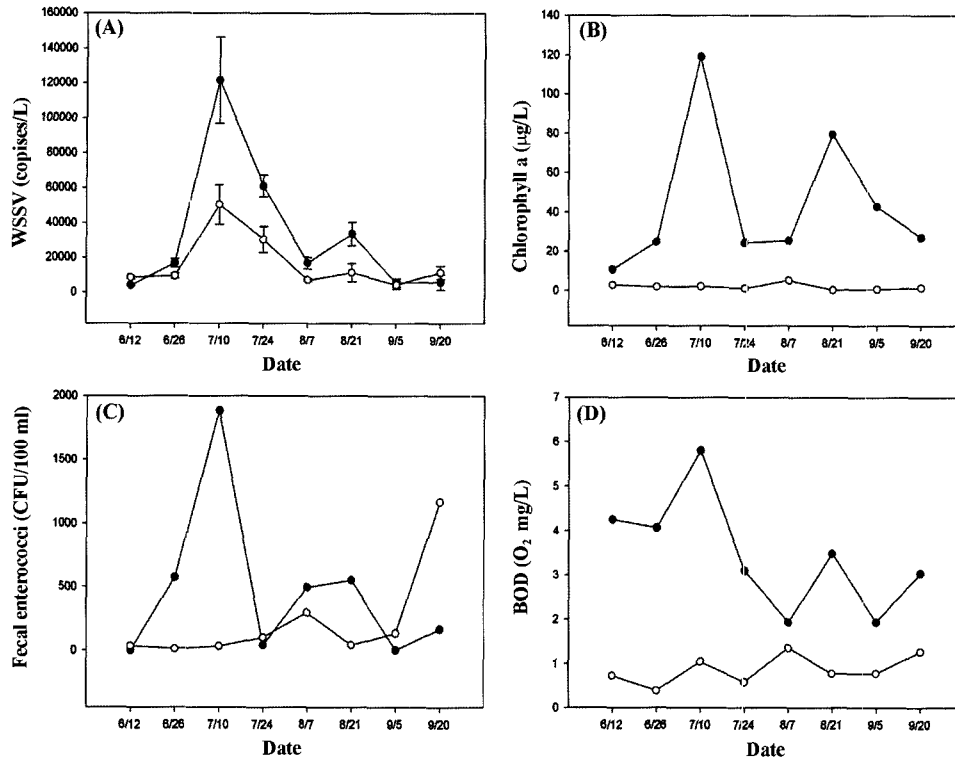 (A)
WSSV (copises/L)
160000
140000
120000
100000
80000
60000
40000
20000
0
6/12 6/26 7/10 7/24 8/7 8/21 9/5 9/20
Date
(B)
Chlorophyll a (µg/L)
140
120
100
80
60
40
20
0
6/12 6/26 7/10 7/24 8/7 8/21 9/5 9/20
Date
(C)
Fecal enterococci (CFU/100 ml)
2000
1500
1000
500
0
6/12 6/26 7/10 7/24 8/7 8/21 9/5 9/20
Date
(D)
BOD (O₂ mg/L)
7
6
5
4
3
2
1
0
6/12 6/26 7/10 7/24 8/7 8/21 9/5 9/20
Date